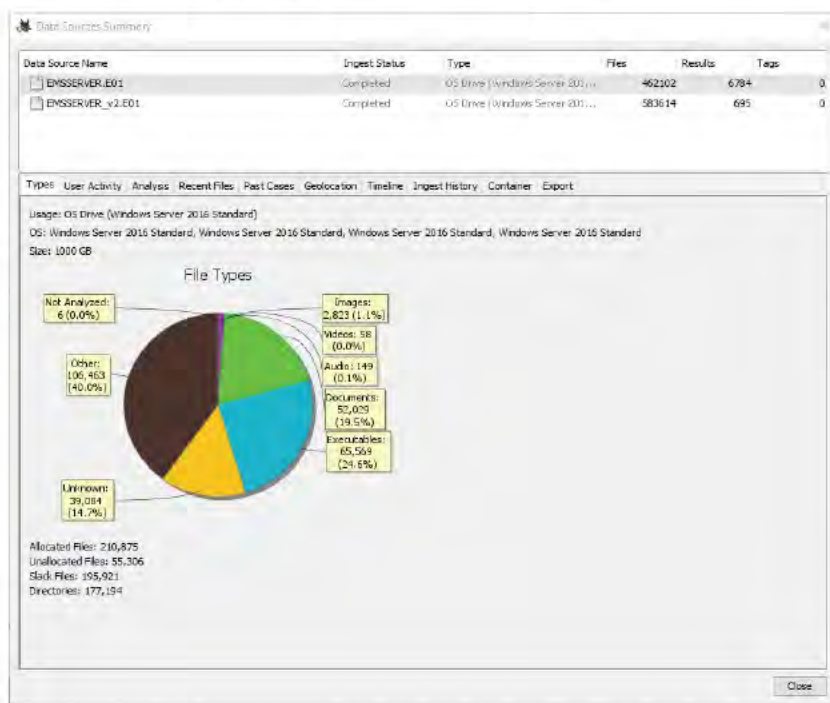 Data Sources Summary
Data Source Name Ingest Status Type Files Results Tags
EMSSERVER.E01 Completed OS Drive (Windows Server 201... 462102 6784 0
EMSSERVER_v2.E01 Completed OS Drive (Windows Server 201... 583614 695 0
Types User Activity Analysis Recent Files Past Cases Geolocation Timeline Ingest History Container Export
Usage: OS Drive (Windows Server 2016 Standard)
OS: Windows Server 2016 Standard, Windows Server 2016 Standard, Windows Server 2016 Standard, Windows Server 2016 Standard
Size: 1000 GB
File Types
Not Analyzed:
6 (0.0%)
Images:
2,823 (1.1%)
Videos: 58
(0.0%)
Other:
106,463
(40.0%)
Audio: 149
(0.1%)
Documents:
52,029
(19.5%)
Executables:
65,569
(24.6%)
Unknown:
39,084
(14.7%)
Allocated Files: 210,875
Unallocated Files: 55,306
Slack Files: 195,921
Directories: 177,194
Close